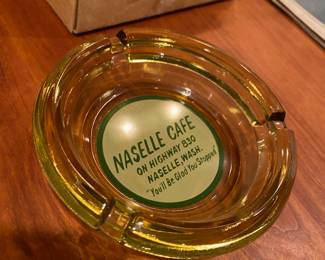 NASELLE CAFE
ON HIGHWAY 830
NASELLE, WASH.
"You'll Be Glad You Stopped"